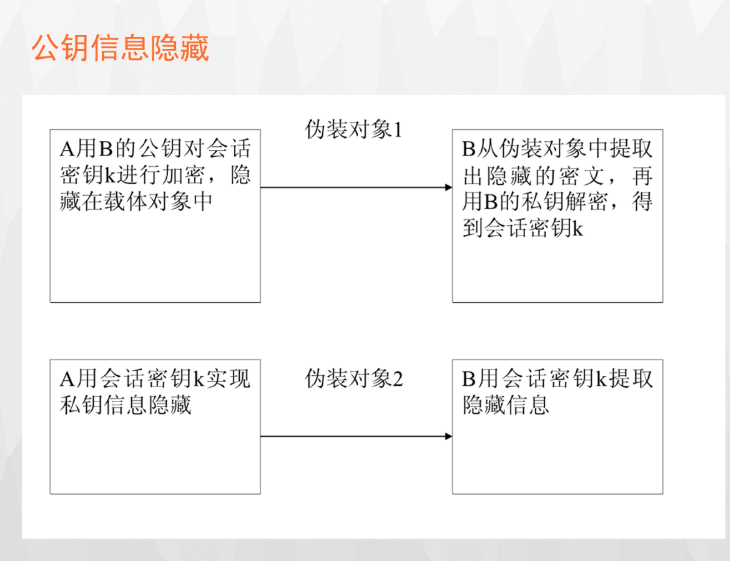 公钥信息隐藏
伪装对象1
A用B的公钥对会话
密钥k进行加密，隐
藏在载体对象中
B从伪装对象中提取
出隐藏的密文，再
用B的私钥解密，得
到会话密钥k
A用会话密钥k实现
私钥信息隐藏
伪装对象2
B用会话密钥k提取
隐藏信息